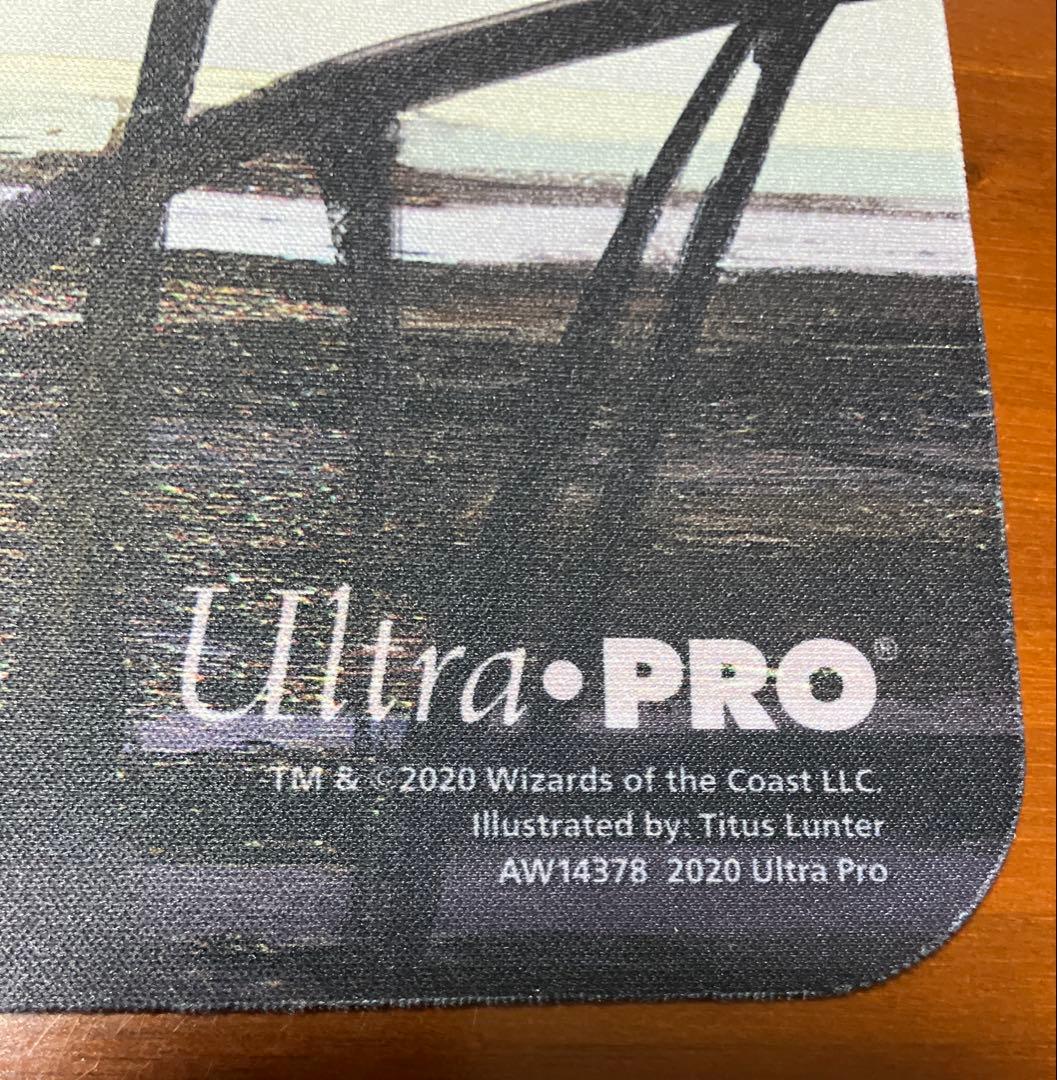 Ultra•PRO®
TM & ©2020 Wizards of the Coast LLC.
Illustrated by: Titus Lunter
AW14378 2020 Ultra Pro